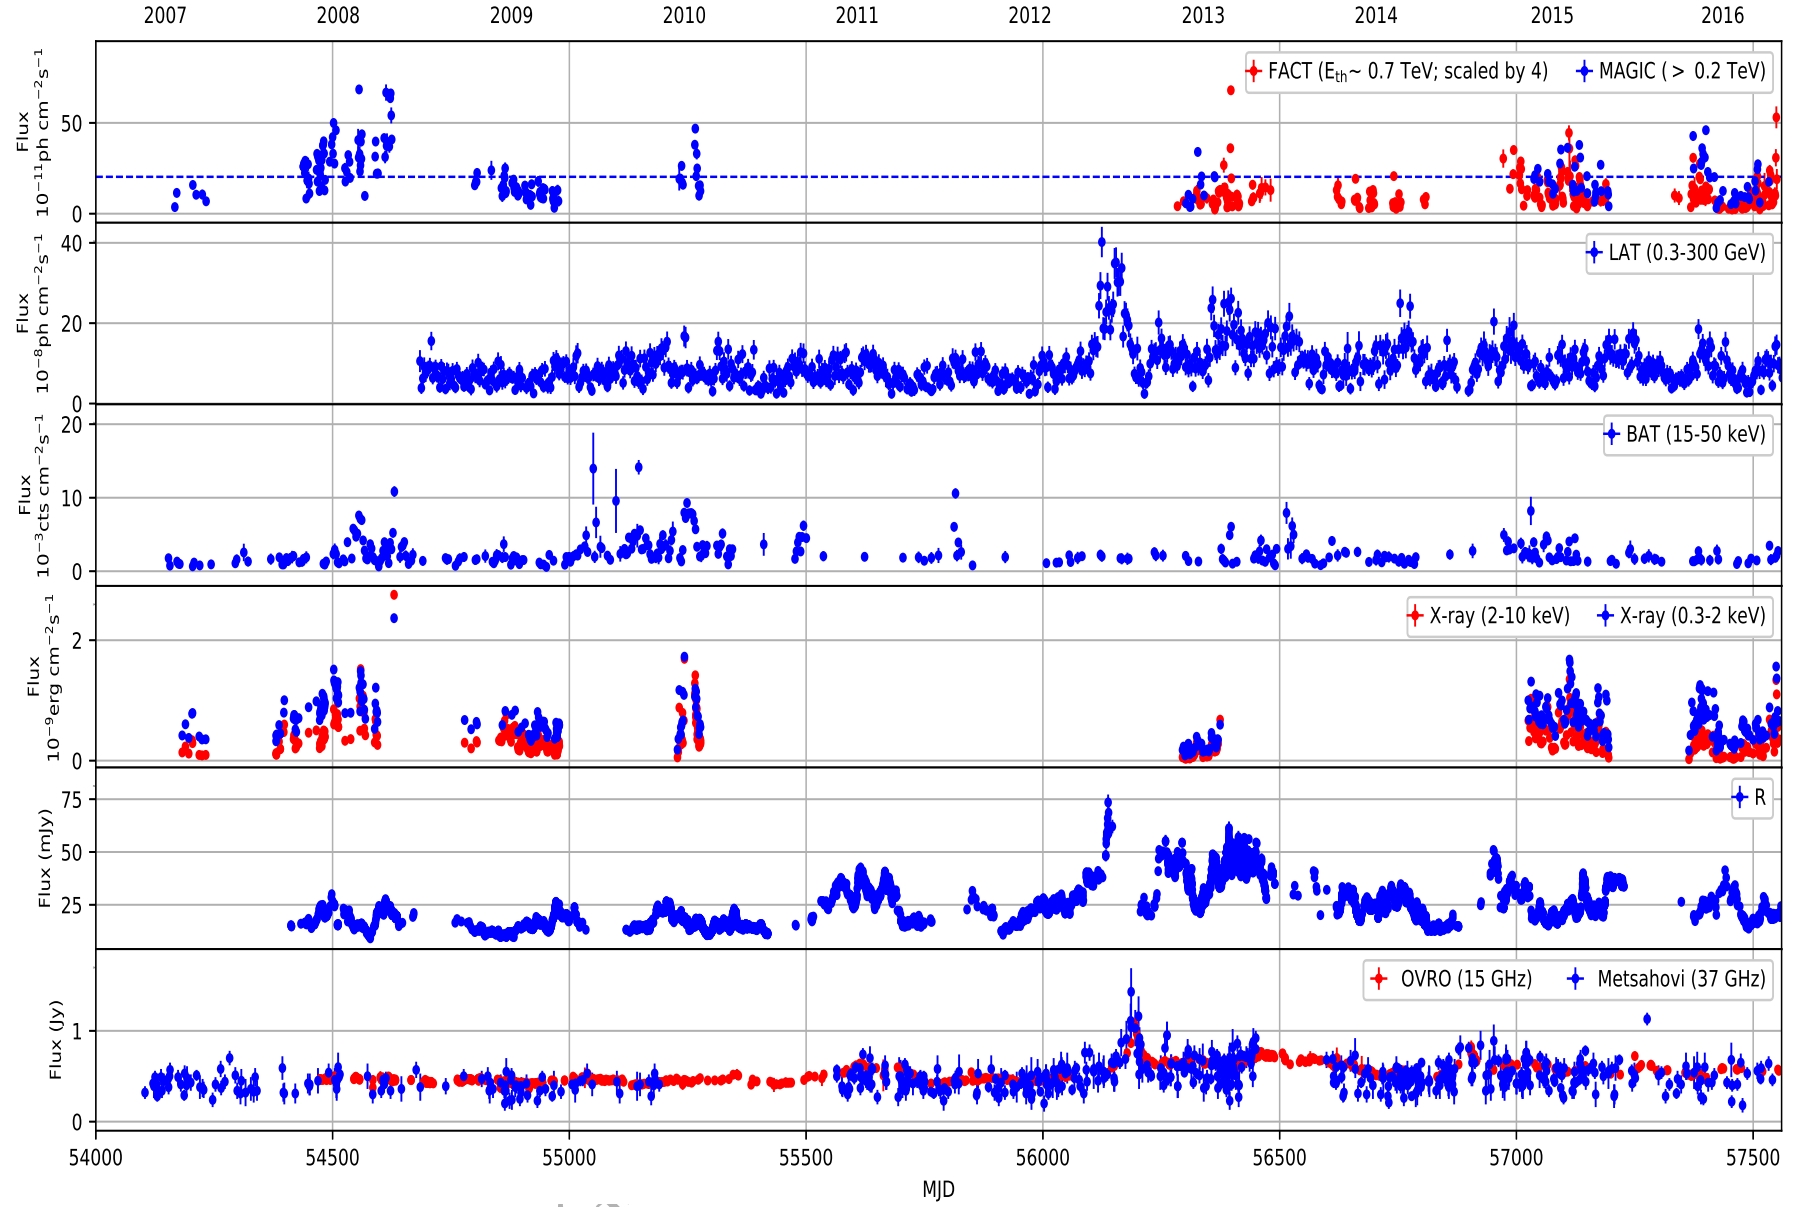 2007 2008 2009 2010 2011 2012 2013 2014 2015 2016
Flux
10⁻¹¹ph cm⁻²s⁻¹
50
0
FACT (Eth~ 0.7 TeV; scaled by 4) MAGIC ( > 0.2 TeV)
Flux
10⁻⁸ph cm⁻²s⁻¹
40
20
0
LAT (0.3-300 GeV)
Flux
10⁻³cts cm⁻²s⁻¹
20
10
0
BAT (15-50 keV)
Flux
10⁻⁹erg cm⁻²s⁻¹
2
0
X-ray (2-10 keV) X-ray (0.3-2 keV)
Flux (mJy)
75
50
25
R
Flux (Jy)
1
0
OVRO (15 GHz) Metsahovi (37 GHz)
54000 54500 55000 55500 56000 56500 57000 57500
MJD